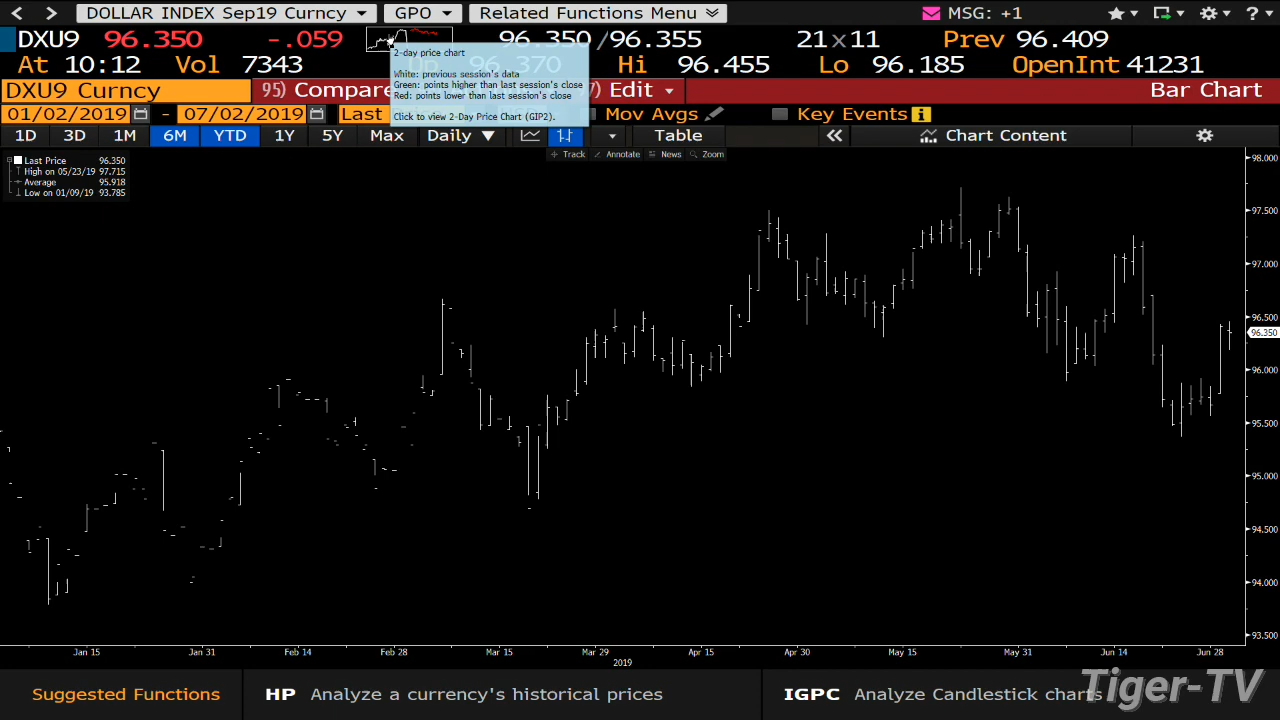 DOLLAR INDEX Sep19 Curncy GPO Related Functions Menu MSG: +1 ?
DXU9 96.350 -.059 96.350/96.355 21x11 Prev 96.409
At 10:12 Vol 7343 Op 96.370 Hi 96.455 Lo 96.185 OpenInt 41231
2-day price chart
White: previous session's data
Green: points higher than last session's close
Red: points lower than last session's close
Click to view 2-Day Price Chart (GIP2).
DXU9 Curncy 95) Compare Edit Bar Chart
01/02/2019 07/02/2019 Last Mov Avgs Key Events
1D 3D 1M 6M YTD 1Y 5Y Max Daily Table Chart Content
Track Annotate News Zoom
Last Price 96.350
High on 05/23/19 97.715
Average 95.918
Low on 01/09/19 93.785
98.000
97.500
97.000
96.500
96.350
96.000
95.500
95.000
94.500
94.000
93.500
Jan 15 Jan 31 Feb 14 Feb 28 Mar 15 Mar 29 Apr 15 Apr 30 May 15 May 31 Jun 14 Jun 28
2019
Suggested Functions HP Analyze a currency's historical prices IGPC Analyze Candlestick charts
Tiger-TV